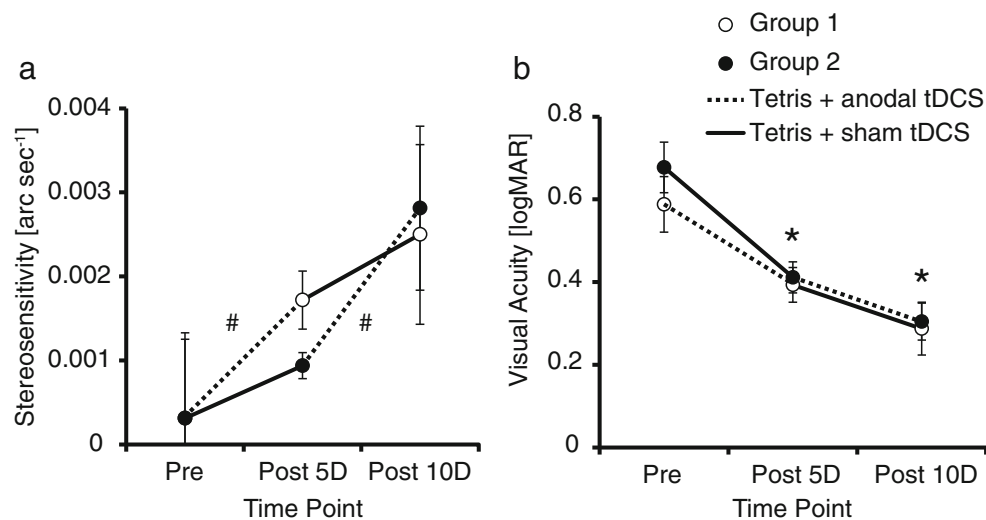 Group 1
Group 2
Tetris + anodal tDCS
Tetris + sham tDCS
a
Stereosensitivity [arc sec⁻¹]
0.004
0.003
0.002
0.001
0
#
#
Pre
Post 5D
Post 10D
Time Point
b
Visual Acuity [logMAR]
0.8
0.6
0.4
0.2
0
*
*
Pre
Post 5D
Post 10D
Time Point